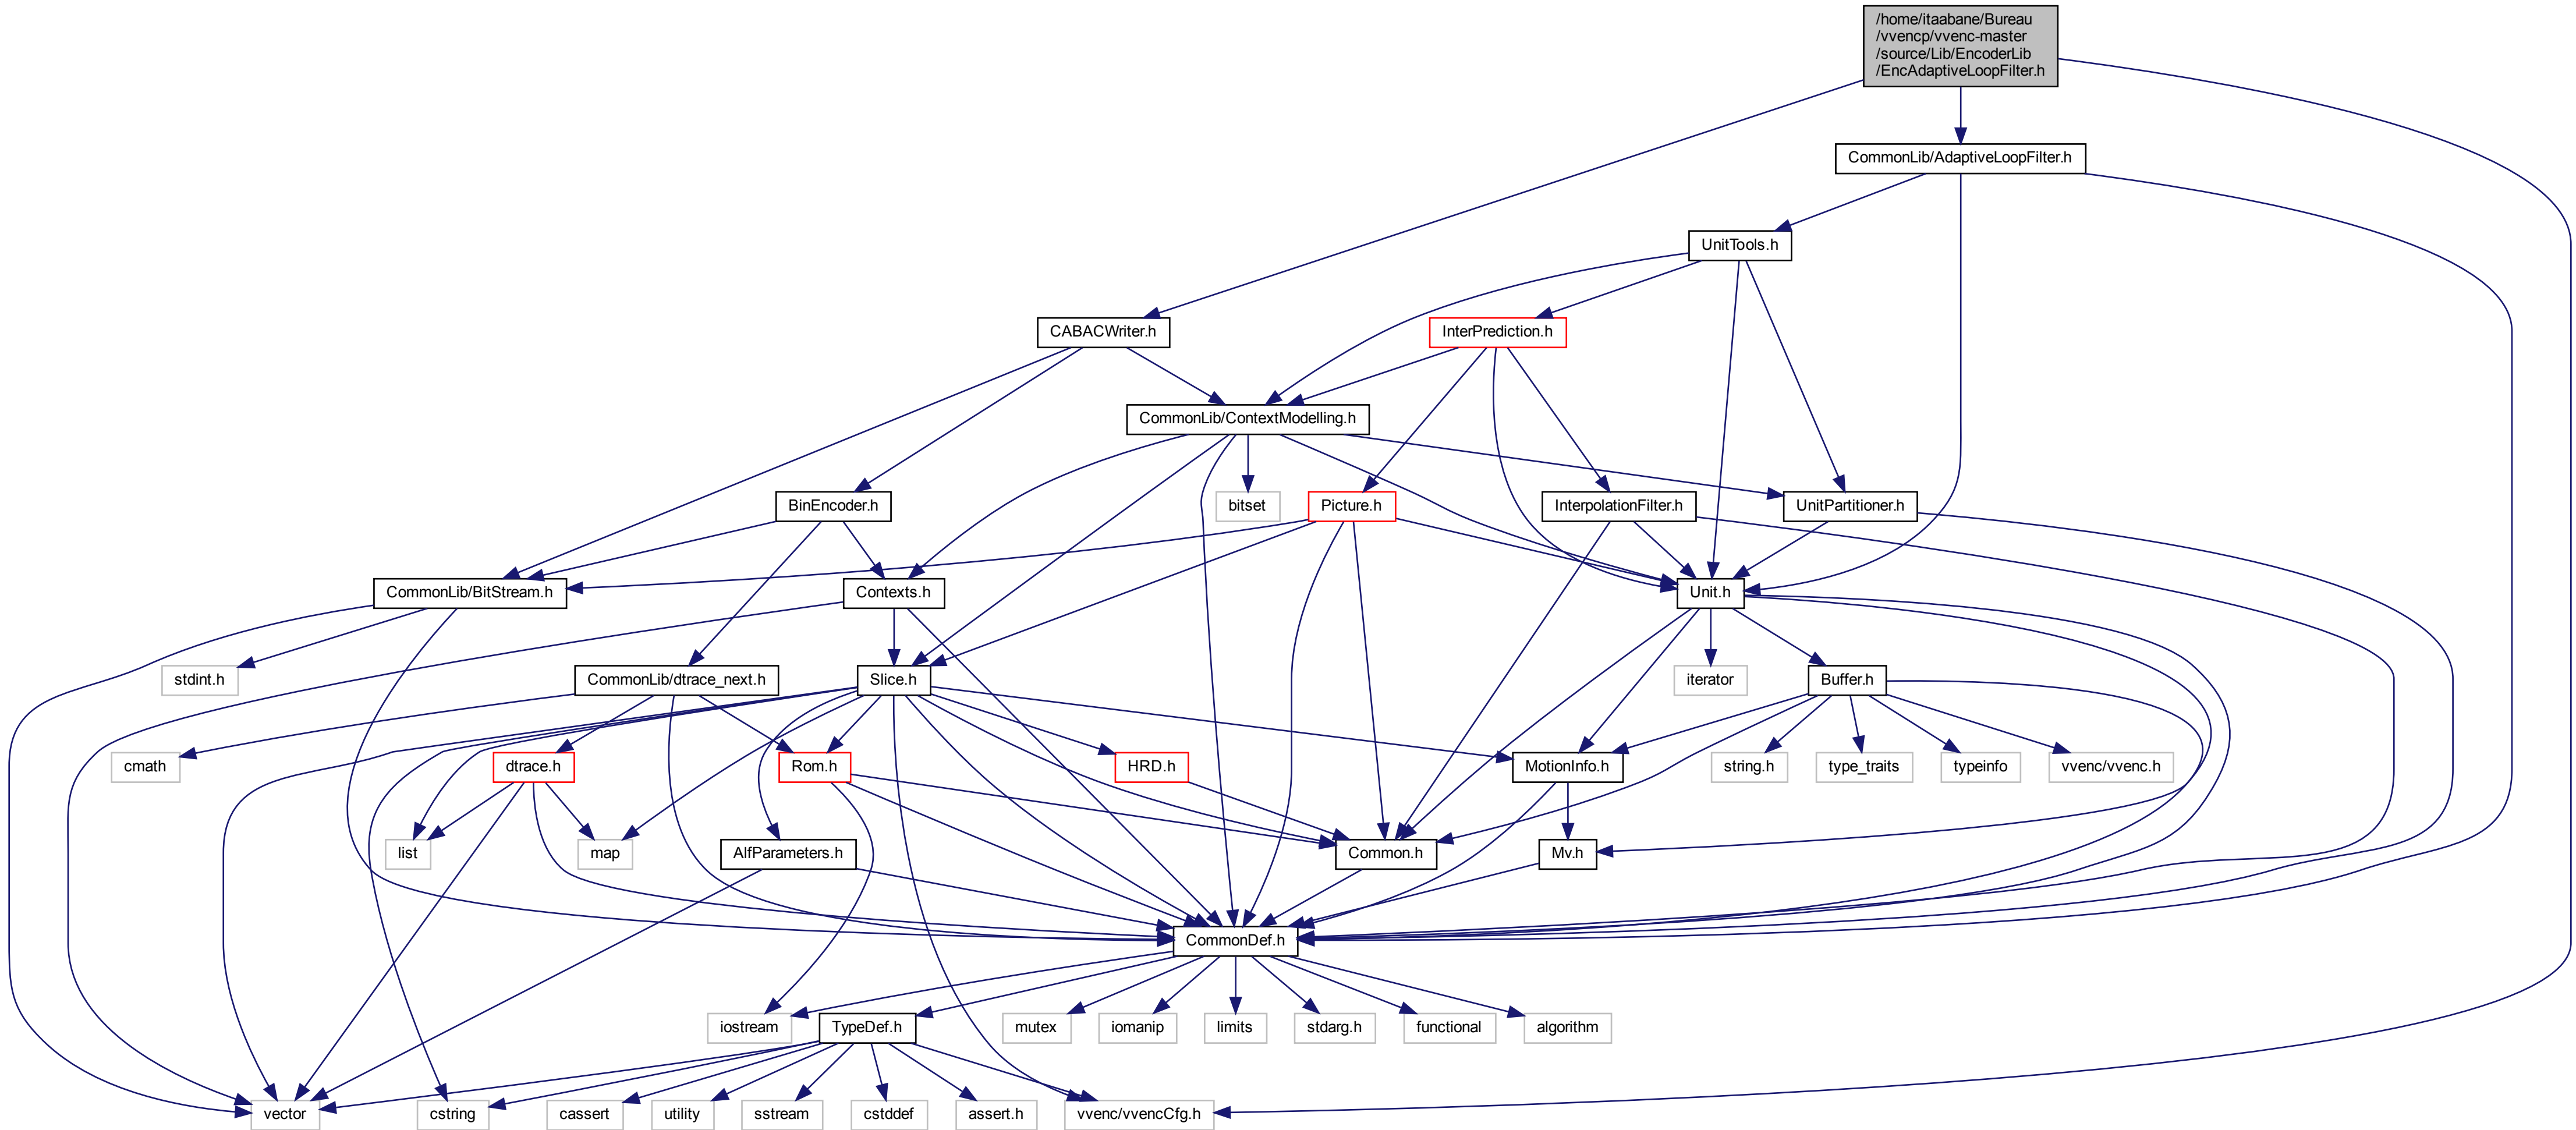 /home/itaabane/Bureau
/vvencp/vvenc-master
/source/Lib/EncoderLib
/EncAdaptiveLoopFilter.h
CommonLib/AdaptiveLoopFilter.h
UnitTools.h
CABACWriter.h
InterPrediction.h
CommonLib/ContextModelling.h
BinEncoder.h
bitset
Picture.h
InterpolationFilter.h
UnitPartitioner.h
CommonLib/BitStream.h
Contexts.h
Unit.h
stdint.h
CommonLib/dtrace_next.h
Slice.h
iterator
Buffer.h
cmath
dtrace.h
Rom.h
HRD.h
MotionInfo.h
string.h
type_traits
typeinfo
vvenc/vvenc.h
list
map
AlfParameters.h
Common.h
Mv.h
CommonDef.h
iostream
TypeDef.h
mutex
iomanip
limits
stdarg.h
functional
algorithm
vector
cstring
cassert
utility
sstream
cstddef
assert.h
vvenc/vvencCfg.h